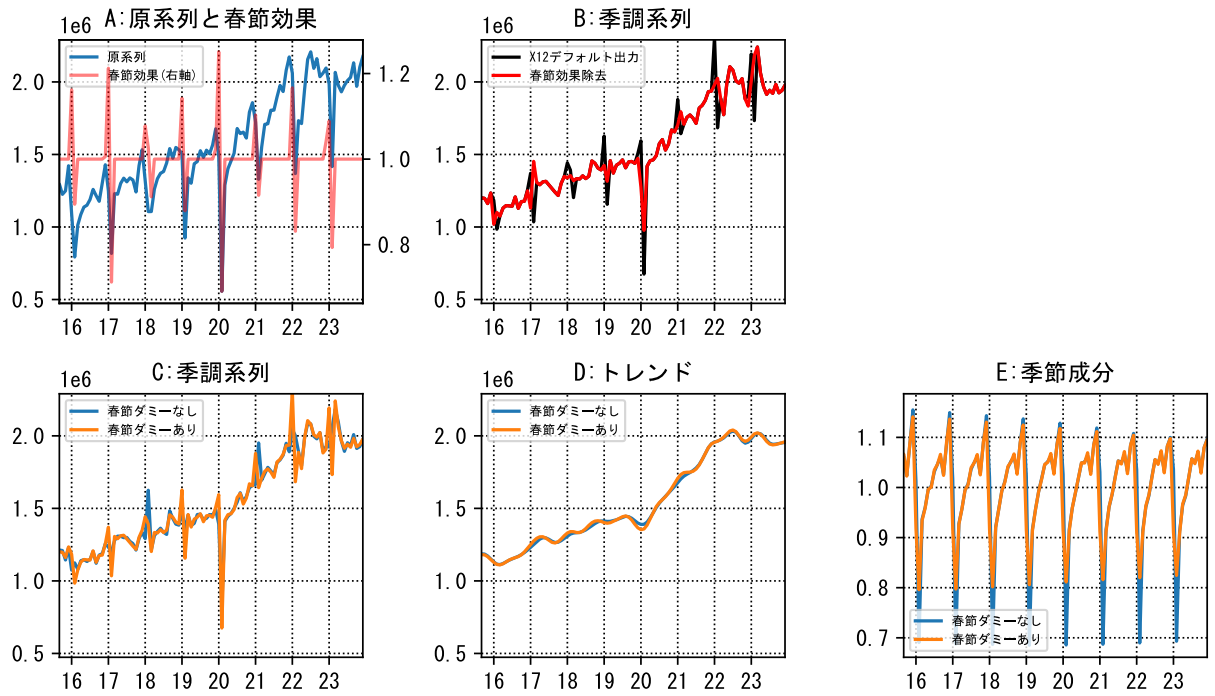 A:原系列と春節効果
1e6
原系列
春節効果(右軸)
2.0
1.5
1.0
0.5
1.2
1.0
0.8
16 17 18 19 20 21 22 23
B:季調系列
1e6
X12デフォルト出力
春節効果除去
2.0
1.5
1.0
0.5
16 17 18 19 20 21 22 23
C:季調系列
1e6
春節ダミーなし
春節ダミーあり
2.0
1.5
1.0
0.5
16 17 18 19 20 21 22 23
D:トレンド
1e6
春節ダミーなし
春節ダミーあり
2.0
1.5
1.0
0.5
16 17 18 19 20 21 22 23
E:季節成分
1.1
1.0
0.9
0.8
0.7
春節ダミーなし
春節ダミーあり
16 17 18 19 20 21 22 23